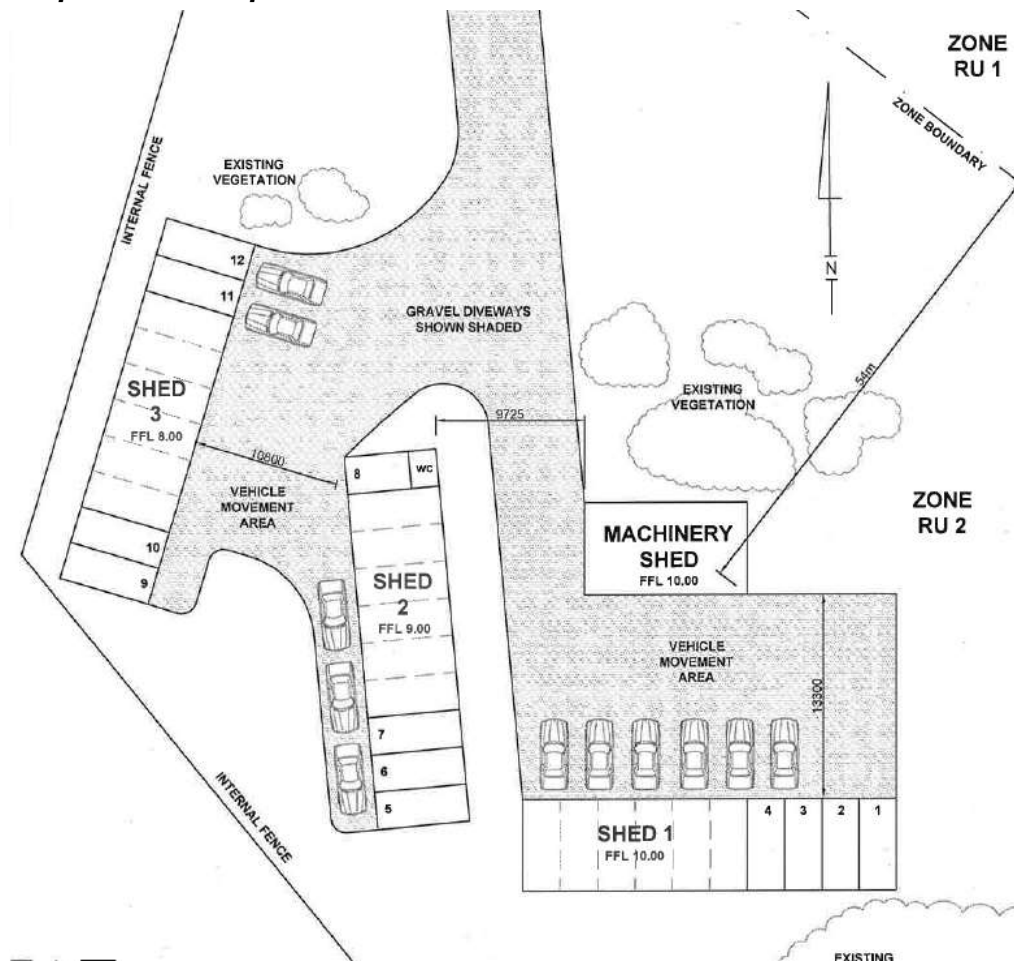 ZONE
RU 1
ZONE BOUNDARY
INTERNAL FENCE
EXISTING
VEGETATION
N
12
11
GRAVEL DIVEWAYS
SHOWN SHADED
54m
SHED
3
FFL 8.00
EXISTING
VEGETATION
9725
10800
8
WC
VEHICLE
MOVEMENT
AREA
ZONE
RU 2
MACHINERY
SHED
FFL 10.00
10
9
SHED
2
FFL 9.00
VEHICLE
MOVEMENT
AREA
13300
7
6
5
INTERNAL FENCE
4
3
2
1
SHED 1
FFL 10.00
EXISTING